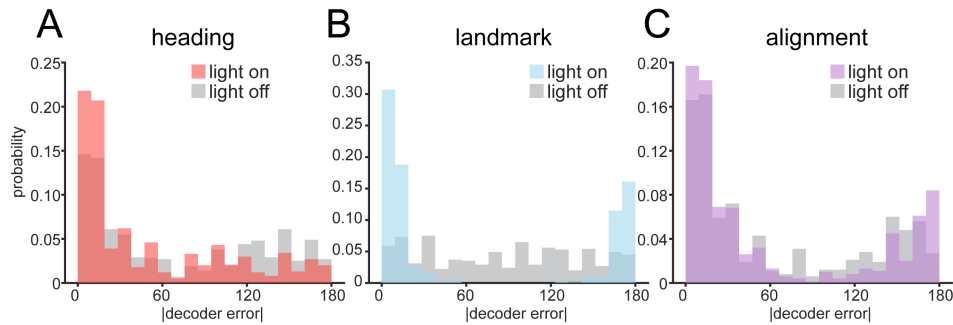 A
heading
light on
light off
0.25
0.20
0.15
0.10
0.05
0
probability
0 60 120 180
|decoder error|
B
landmark
light on
light off
0.35
0.30
0.25
0.20
0.15
0.10
0.05
0
0 60 120 180
|decoder error|
C
alignment
light on
light off
0.20
0.16
0.12
0.08
0.04
0
0 60 120 180
|decoder error|